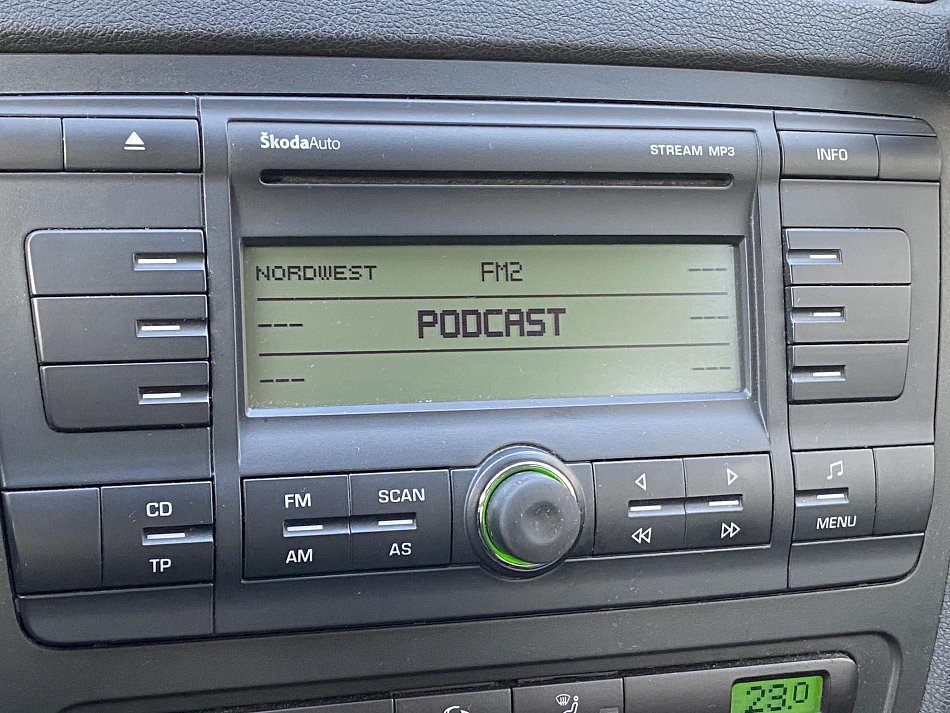 ŠkodaAuto STREAM MP3 INFO
NORDWEST FM2 ---
--- PODCAST ---
--- ---
CD
TP
FM
AM
SCAN
AS
MENU
23.0